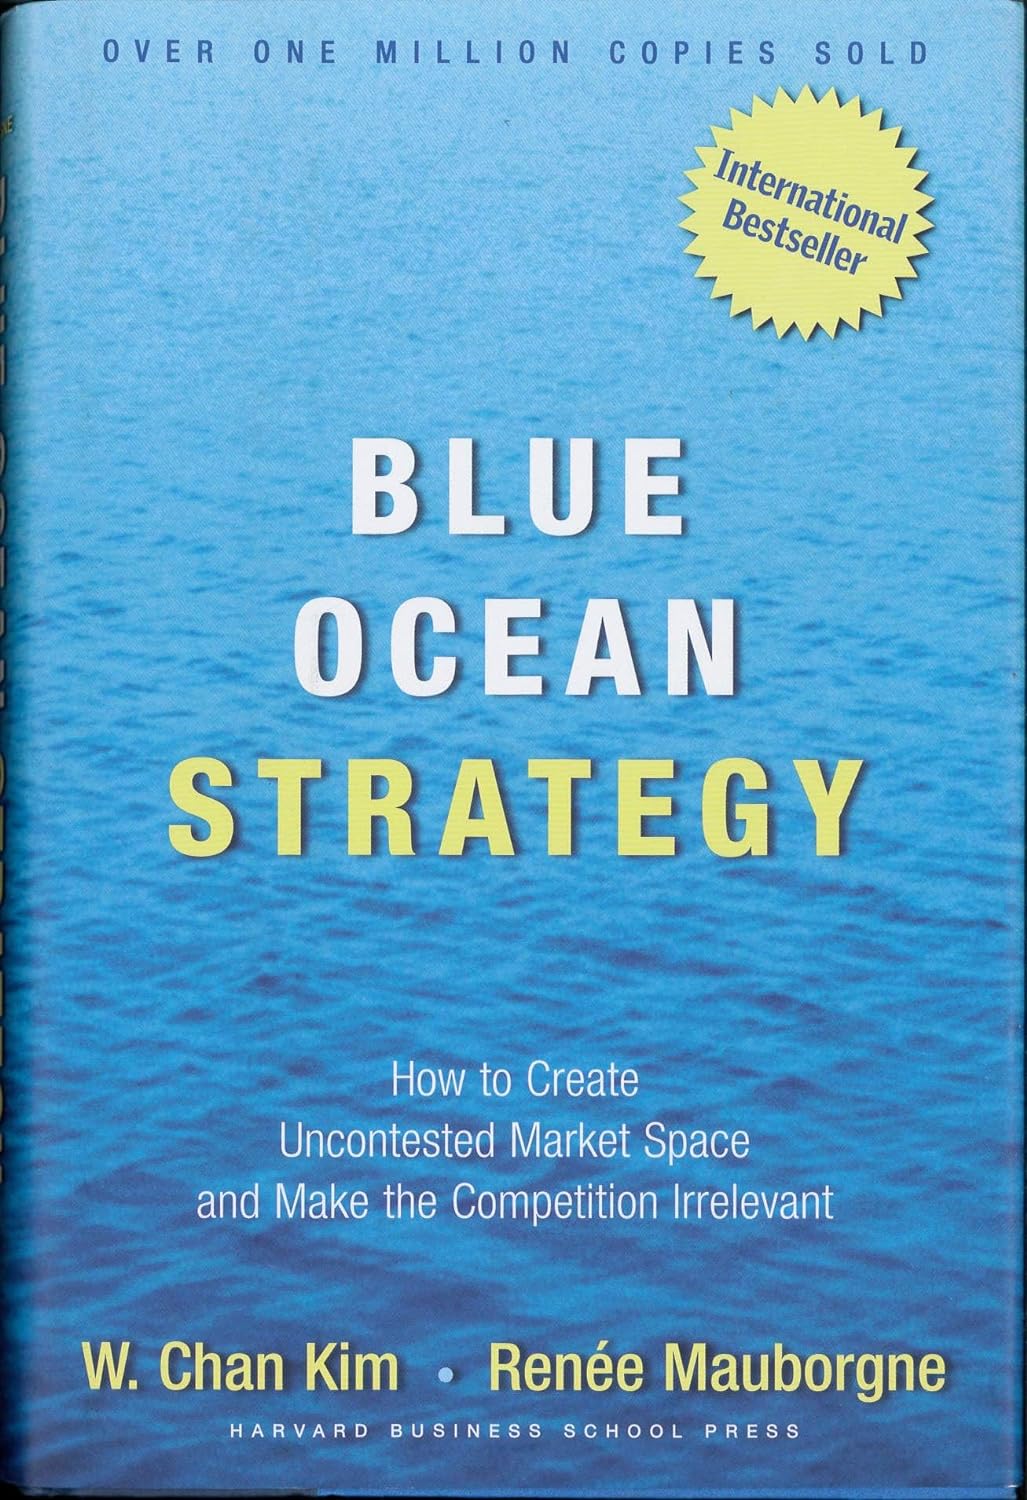 OVER ONE MILLION COPIES SOLD
International
Bestseller
BLUE
OCEAN
STRATEGY
How to Create
Uncontested Market Space
and Make the Competition Irrelevant
W. Chan Kim • Renée Mauborgne
HARVARD BUSINESS SCHOOL PRESS